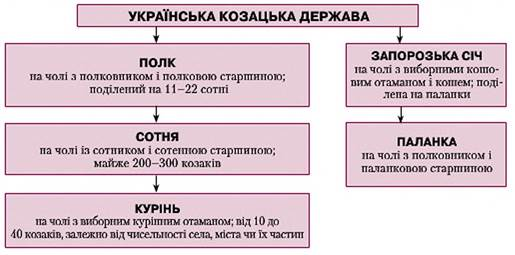 УКРАЇНСЬКА КОЗАЦЬКА ДЕРЖАВА
ПОЛК
на чолі з полковником і полковою старшиною;
поділений на 11–22 сотні
СОТНЯ
на чолі із сотником і сотенною старшиною;
майже 200–300 козаків
КУРІНЬ
на чолі з виборним курінним отаманом; від 10 до
40 козаків, залежно від чисельності села, міста чи їх частин
ЗАПОРОЗЬКА СІЧ
на чолі з виборними кошо-
вим отаманом і кошем; поді-
лена на паланки
ПАЛАНКА
на чолі з полковником і
паланковою старшиною